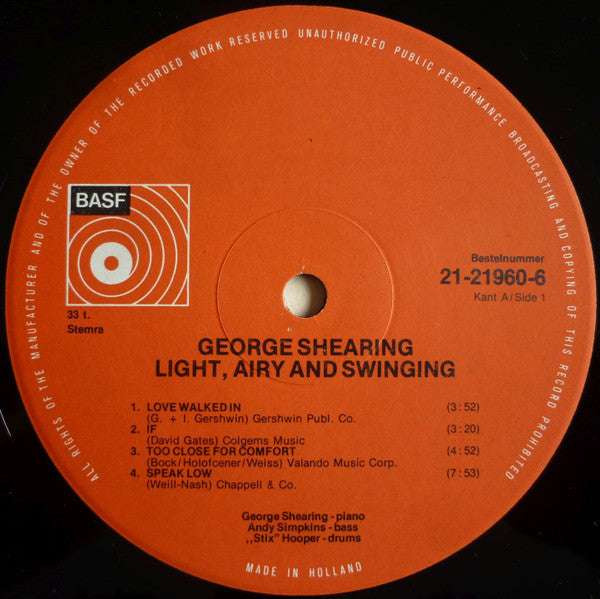 ALL RIGHTS OF THE MANUFACTURER AND OF THE OWNER OF THE RECORDED WORK RESERVED UNAUTHORIZED PUBLIC PERFORMANCE BROADCASTING AND COPYING OF THIS RECORD PROHIBITED
BASF
33 t.
Stemra
Bestelnummer
21-21960-6
Kant A/Side 1
GEORGE SHEARING
LIGHT, AIRY AND SWINGING
1. LOVE WALKED IN (3:52)
(G. + I. Gershwin) Gershwin Publ. Co.
2. IF (3:20)
(David Gates) Colgems Music
3. TOO CLOSE FOR COMFORT (4:52)
(Bock/Holofcener/Weiss) Valando Music Corp.
4. SPEAK LOW (7:53)
(Weill-Nash) Chappell & Co.
George Shearing - piano
Andy Simpkins - bass
,,Stix" Hooper - drums
MADE IN HOLLAND